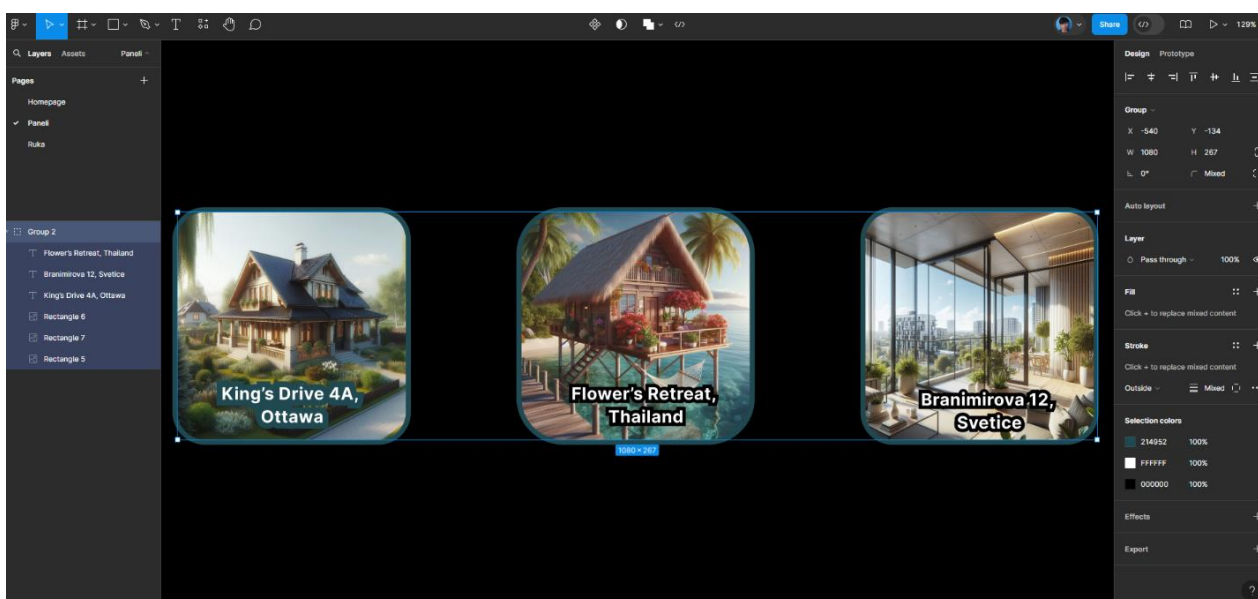 Share
129%
Layers Assets Paneli
Pages
Homepage
Paneli
Ruka
Group 2
Flower's Retreat, Thailand
Branimirova 12, Svetice
King's Drive 4A, Ottawa
Rectangle 6
Rectangle 7
Rectangle 5
King's Drive 4A,
Ottawa
Flower's Retreat,
Thailand
Branimirova 12,
Svetice
1080 × 267
Design Prototype
Group
X -540 Y -134
W 1080 H 267
0° Mixed
Auto layout
Layer
Pass through 100%
Fill
Click + to replace mixed content
Stroke
Click + to replace mixed content
Outside Mixed
Selection colors
214952 100%
FFFFFF 100%
000000 100%
Effects
Export
?